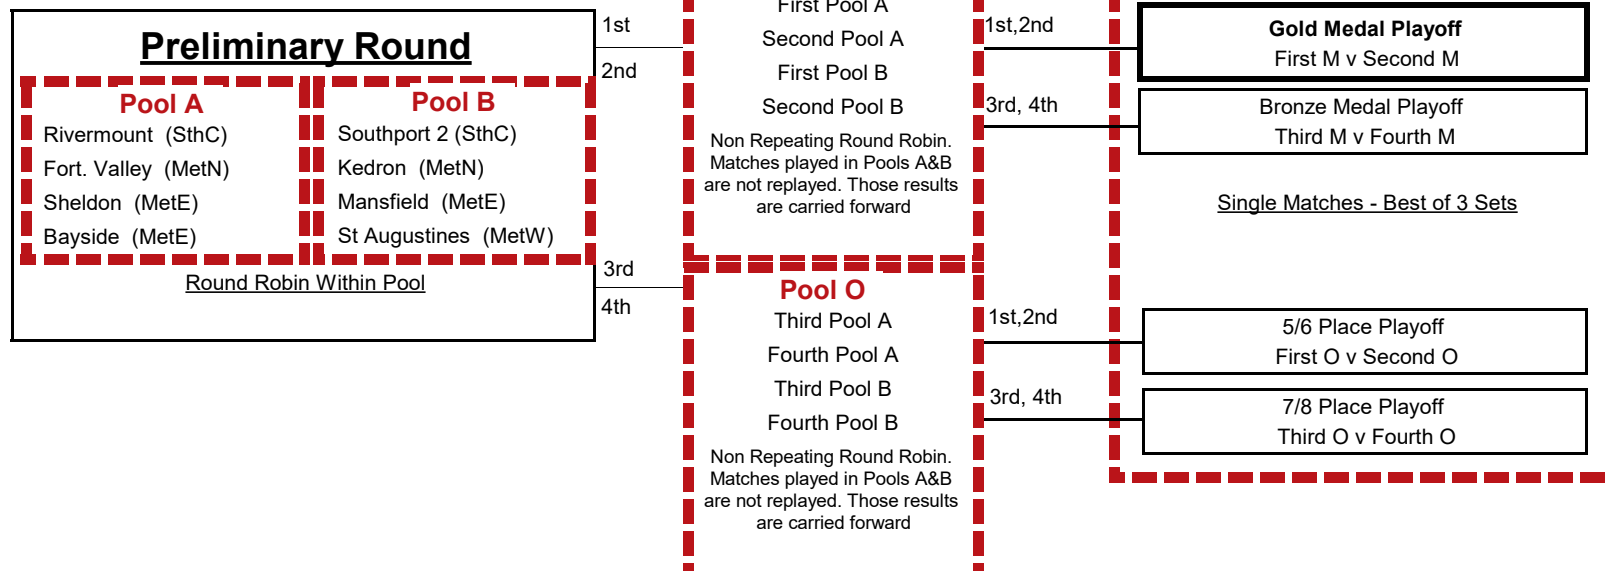 Preliminary Round
Pool A
Rivermount (SthC)
Fort. Valley (MetN)
Sheldon (MetE)
Bayside (MetE)
Pool B
Southport 2 (SthC)
Kedron (MetN)
Mansfield (MetE)
St Augustines (MetW)
Round Robin Within Pool
1st
2nd
3rd
4th
First Pool A
Second Pool A
First Pool B
Second Pool B
Non Repeating Round Robin.
Matches played in Pools A&B
are not replayed. Those results
are carried forward
Pool O
Third Pool A
Fourth Pool A
Third Pool B
Fourth Pool B
Non Repeating Round Robin.
Matches played in Pools A&B
are not replayed. Those results
are carried forward
1st,2nd
3rd, 4th
1st,2nd
3rd, 4th
Gold Medal Playoff
First M v Second M
Bronze Medal Playoff
Third M v Fourth M
Single Matches - Best of 3 Sets
5/6 Place Playoff
First O v Second O
7/8 Place Playoff
Third O v Fourth O